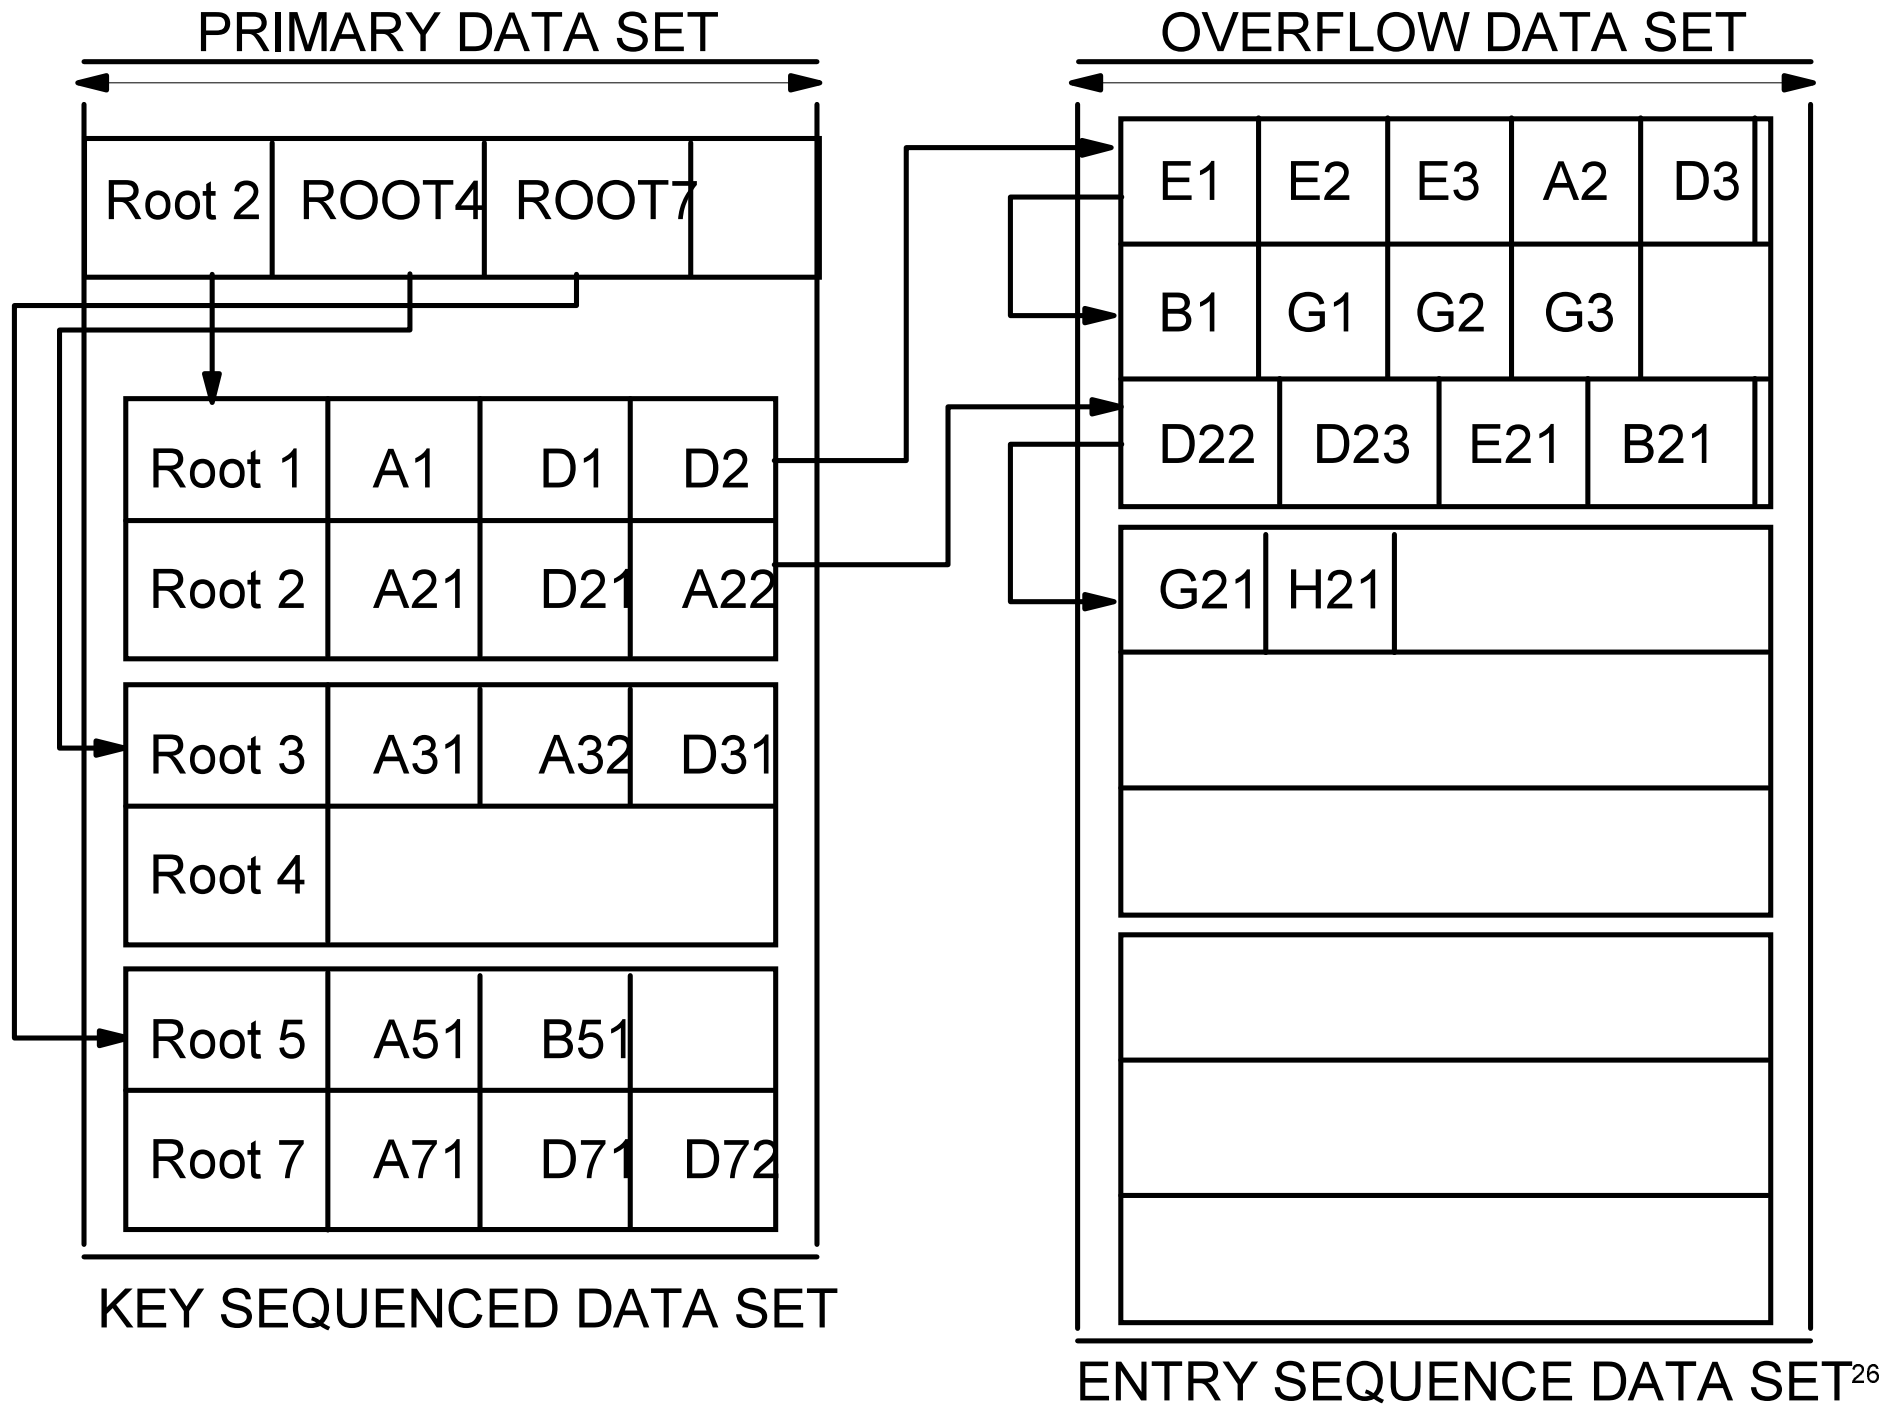 PRIMARY DATA SET
OVERFLOW DATA SET
Root 2 ROOT4 ROOT7
Root 1 A1 D1 D2
Root 2 A21 D21 A22
Root 3 A31 A32 D31
Root 4
Root 5 A51 B51
Root 7 A71 D71 D72
KEY SEQUENCED DATA SET
E1 E2 E3 A2 D3
B1 G1 G2 G3
D22 D23 E21 B21
G21 H21
ENTRY SEQUENCE DATA SET
26